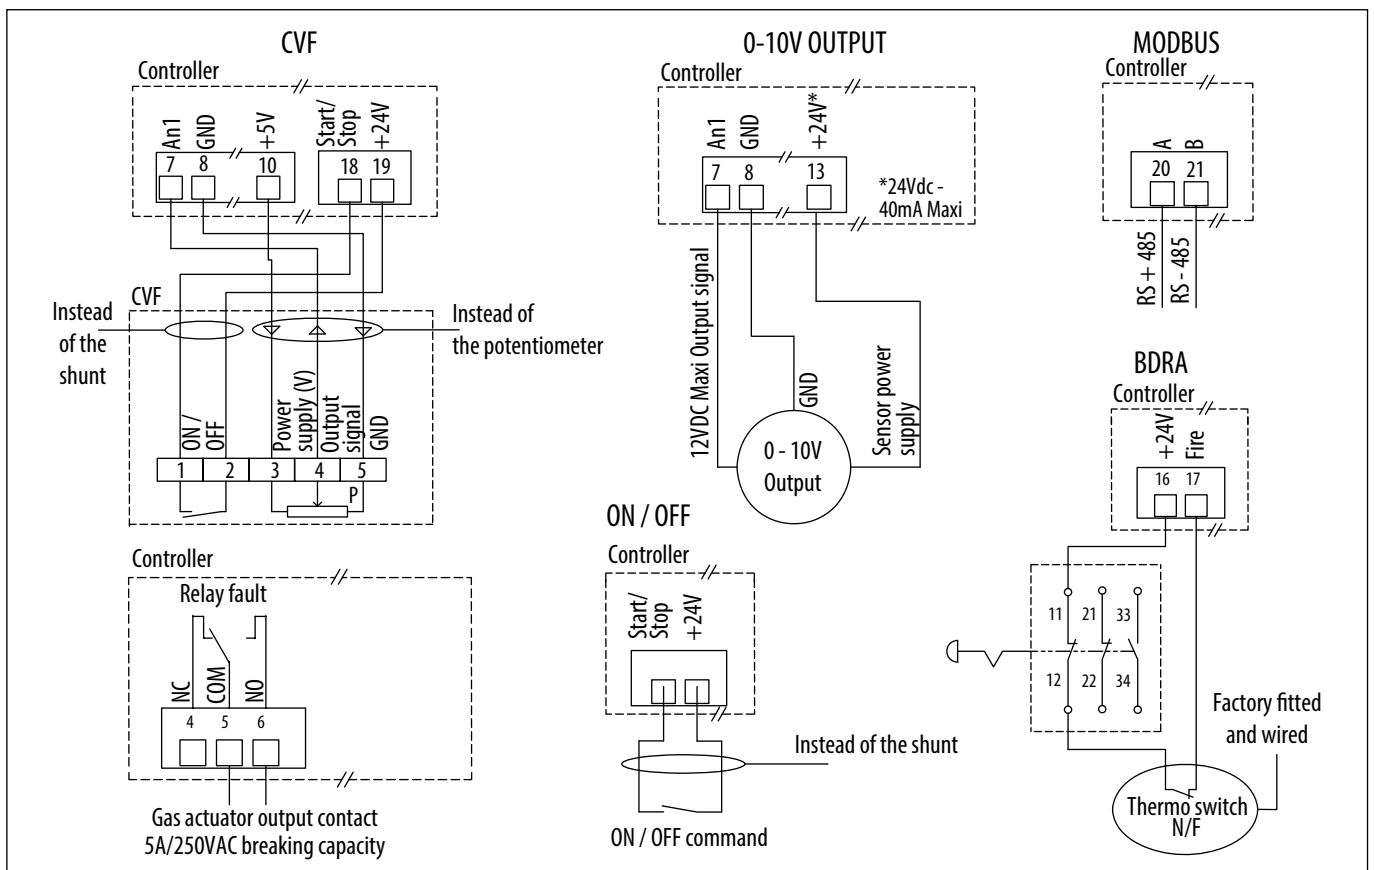 CVF
Controller
An1
GND
+5V
Start/
Stop
+24V
7
8
10
18
19
CVF
Instead
of the
shunt
Instead of
the potentiometer
ON /
OFF
Power
supply (V)
Output
signal
GND
1
2
3
4
5
P
Controller
Relay fault
NC
COM
NO
4
5
6
Gas actuator output contact
5A/250VAC breaking capacity
0-10V OUTPUT
Controller
An1
GND
+24V*
7
8
13
*24Vdc -
40mA Maxi
12VDC Maxi Output signal
GND
Sensor power
supply
0 - 10V
Output
ON / OFF
Controller
Start/
Stop
+24V
Instead of the shunt
ON / OFF command
MODBUS
Controller
A
B
20
21
RS + 485
RS - 485
BDRA
Controller
+24V
Fire
16
17
11
21
33
12
22
34
Factory fitted
and wired
Thermo switch
N/F